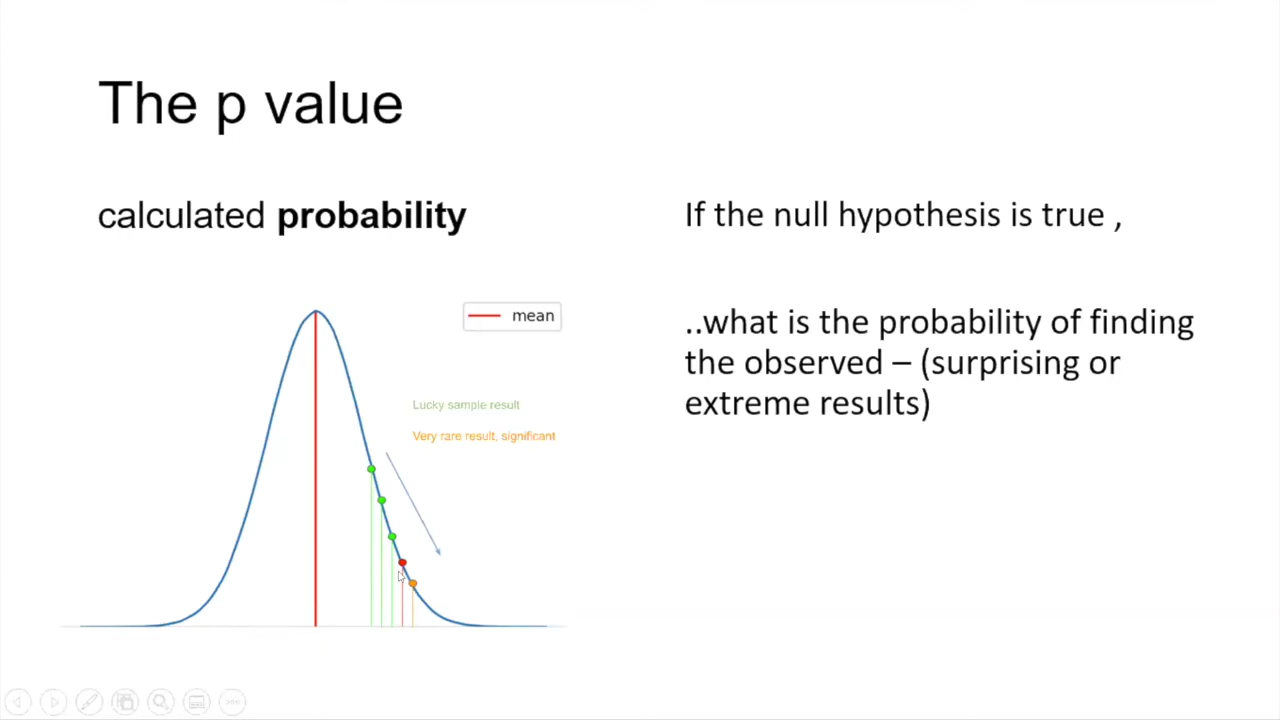 The p value
calculated probability
If the null hypothesis is true ,
..what is the probability of finding
the observed – (surprising or
extreme results)
mean
Lucky sample result
Very rare result, significant